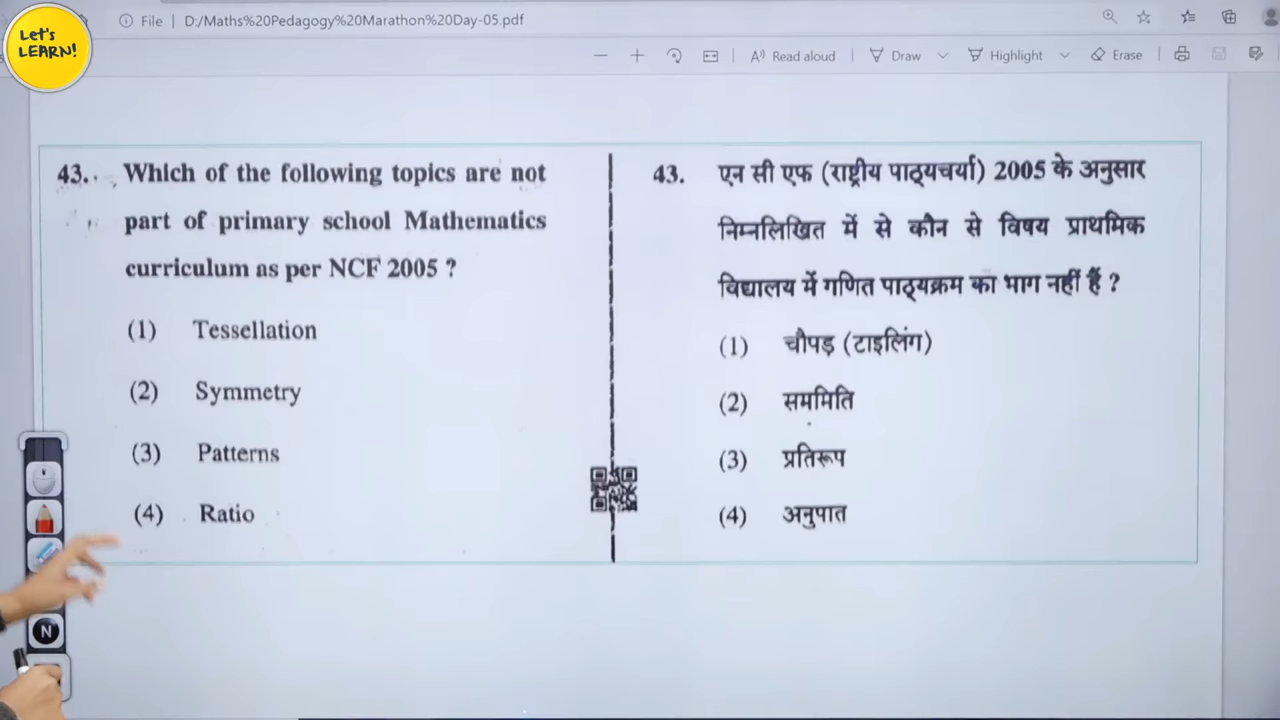 Let's
LEARN!
File | D:/Maths%20Pedagogy%20Marathon%20Day-05.pdf
Read aloud
Draw
Highlight
Erase
43. Which of the following topics are not
part of primary school Mathematics
curriculum as per NCF 2005 ?
(1) Tessellation
(2) Symmetry
(3) Patterns
(4) Ratio
43. एन सी एफ (राष्ट्रीय पाठ्यचर्या) 2005 के अनुसार
निम्नलिखित में से कौन से विषय प्राथमिक
विद्यालय में गणित पाठ्यक्रम का भाग नहीं हैं ?
(1) चौपड़ (टाइलिंग)
(2) सममिति
(3) प्रतिरूप
(4) अनुपात
N